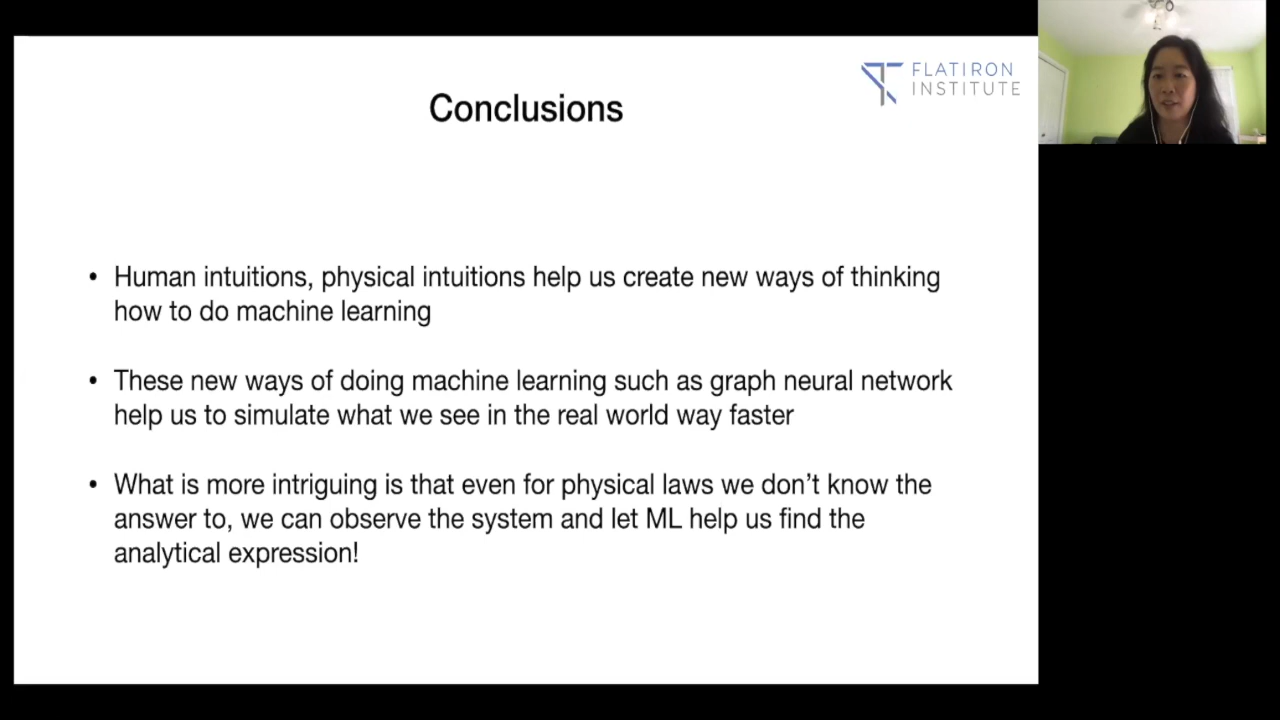 FLATIRON
INSTITUTE
Conclusions
• Human intuitions, physical intuitions help us create new ways of thinking
how to do machine learning
• These new ways of doing machine learning such as graph neural network
help us to simulate what we see in the real world way faster
• What is more intriguing is that even for physical laws we don’t know the
answer to, we can observe the system and let ML help us find the
analytical expression!